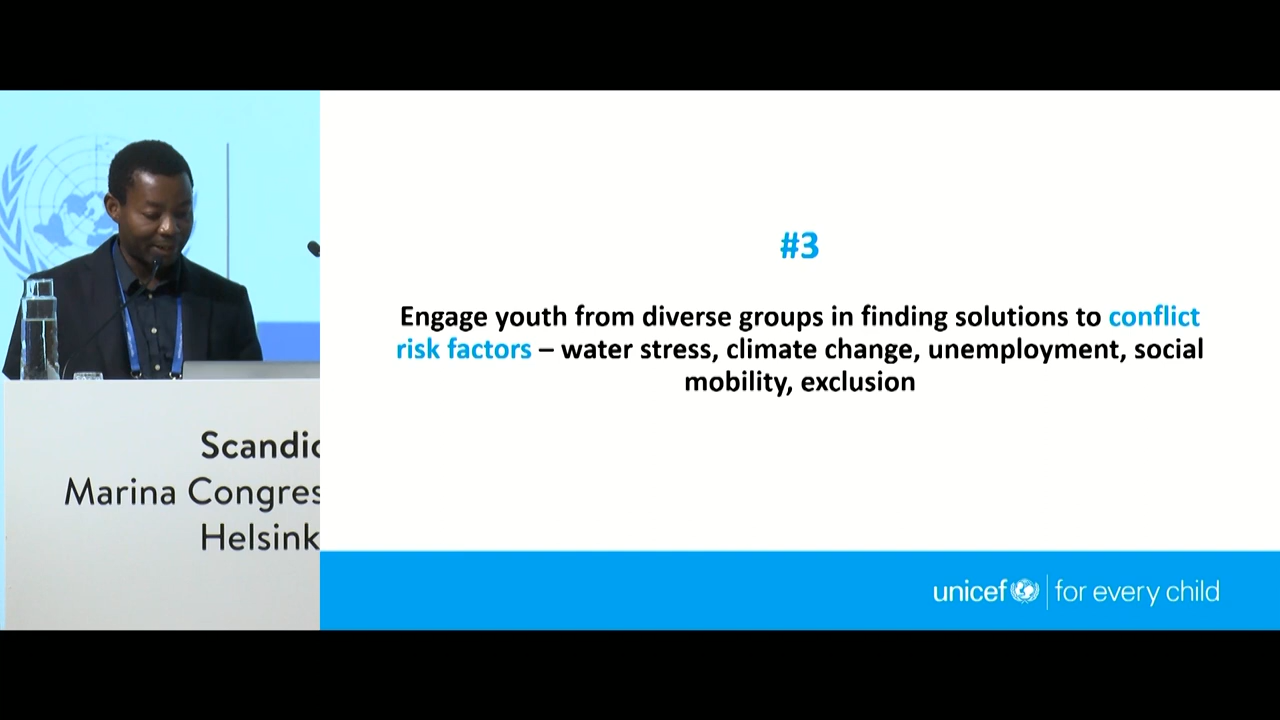 #3
Engage youth from diverse groups in finding solutions to conflict
risk factors – water stress, climate change, unemployment, social
mobility, exclusion
Scandic
Marina Congres
Helsink
unicef for every child